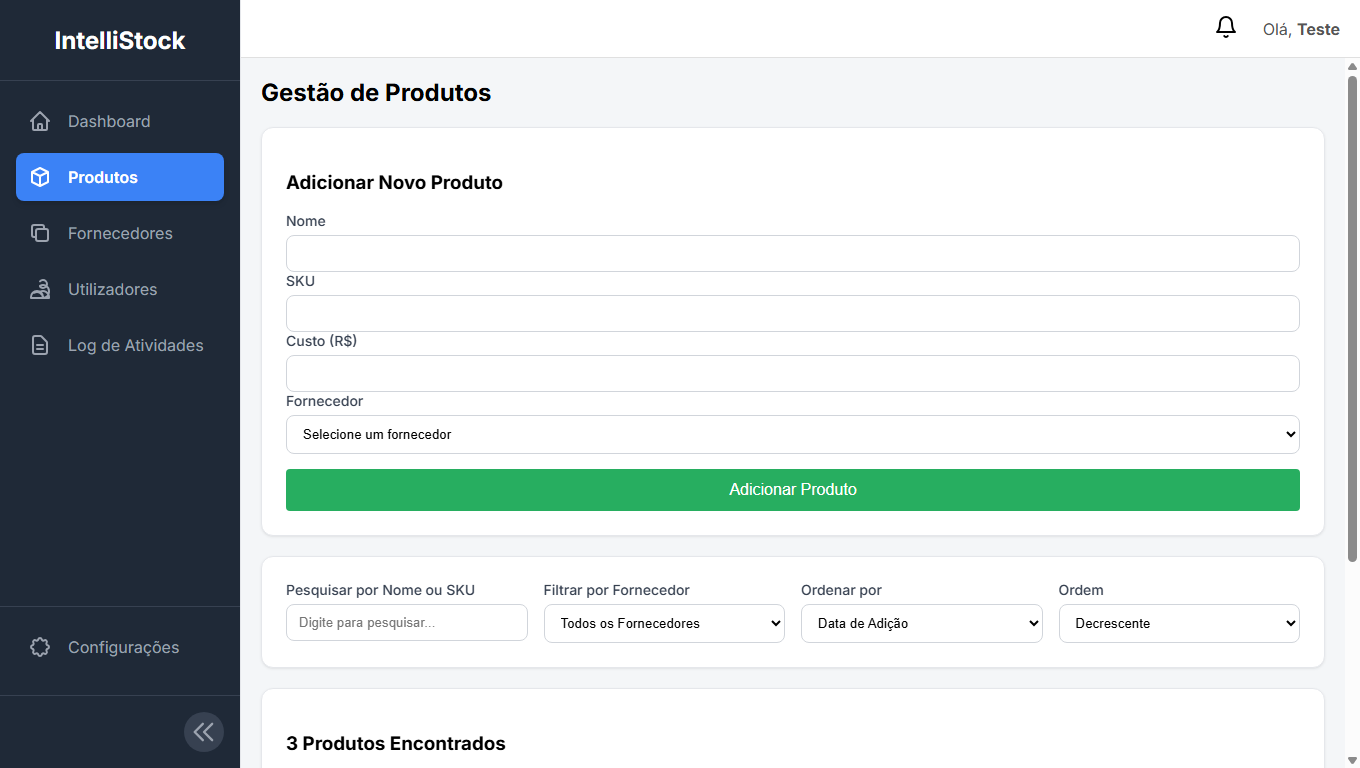 IntelliStock
Olá, Teste
Dashboard
Produtos
Fornecedores
Utilizadores
Log de Atividades
Configurações
Gestão de Produtos
Adicionar Novo Produto
Nome
SKU
Custo (R$)
Fornecedor
Selecione um fornecedor
Adicionar Produto
Pesquisar por Nome ou SKU
Digite para pesquisar...
Filtrar por Fornecedor
Todos os Fornecedores
Ordenar por
Data de Adição
Ordem
Decrescente
3 Produtos Encontrados